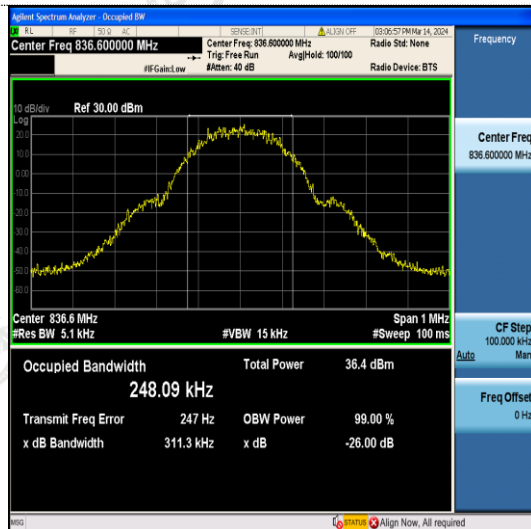 Agilent Spectrum Analyzer - Occupied BW
RL RF 50 Ω AC SENSE:INT ALIGN OFF 03:06:57 PM Mar 14, 2024
Center Freq 836.600000 MHz Center Freq: 836.600000 MHz Radio Std: None Frequency
Trig: Free Run Avg|Hold: 100/100
#IFGain:Low #Atten: 40 dB Radio Device: BTS
10 dB/div Ref 30.00 dBm
Log
20.0
10.0
0.00
-10.0
-20.0
-30.0
-40.0
-50.0
-60.0
Center Freq
836.600000 MHz
Center 836.6 MHz Span 1 MHz
#Res BW 5.1 kHz #VBW 15 kHz #Sweep 100 ms
CF Step
100.000 kHz
Auto Man
Occupied Bandwidth Total Power 36.4 dBm
248.09 kHz
Freq Offset
0 Hz
Transmit Freq Error 247 Hz OBW Power 99.00 %
x dB Bandwidth 311.3 kHz x dB -26.00 dB
MSG STATUS Align Now, All required